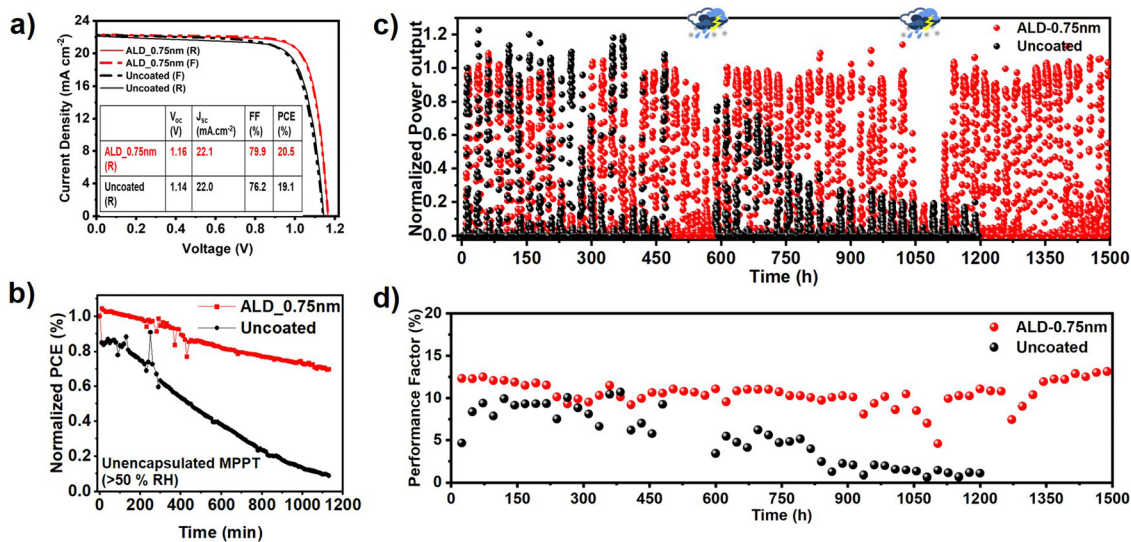 a)
Current Density (mA cm-2)
24
20
16
12
8
4
0
ALD_0.75nm (R)
ALD_0.75nm (F)
Uncoated (F)
Uncoated (R)
Voc (V) Jsc (mA.cm-2) FF (%) PCE (%)
ALD_0.75nm (R) 1.16 22.1 79.9 20.5
Uncoated (R) 1.14 22.0 76.2 19.1
0.0 0.2 0.4 0.6 0.8 1.0 1.2
Voltage (V)
b)
Normalized PCE (%)
1.0
0.8
0.6
0.4
0.2
0.0
ALD_0.75nm
Uncoated
Unencapsulated MPPT
(>50 % RH)
0 200 400 600 800 1000 1200
Time (min)
c)
Normalized Power output
1.2
1.0
0.8
0.6
0.4
0.2
0.0
ALD-0.75nm
Uncoated
0 150 300 450 600 750 900 1050 1200 1350 1500
Time (h)
d)
Performance Factor (%)
20
15
10
5
0
ALD-0.75nm
Uncoated
0 150 300 450 600 750 900 1050 1200 1350 1500
Time (h)